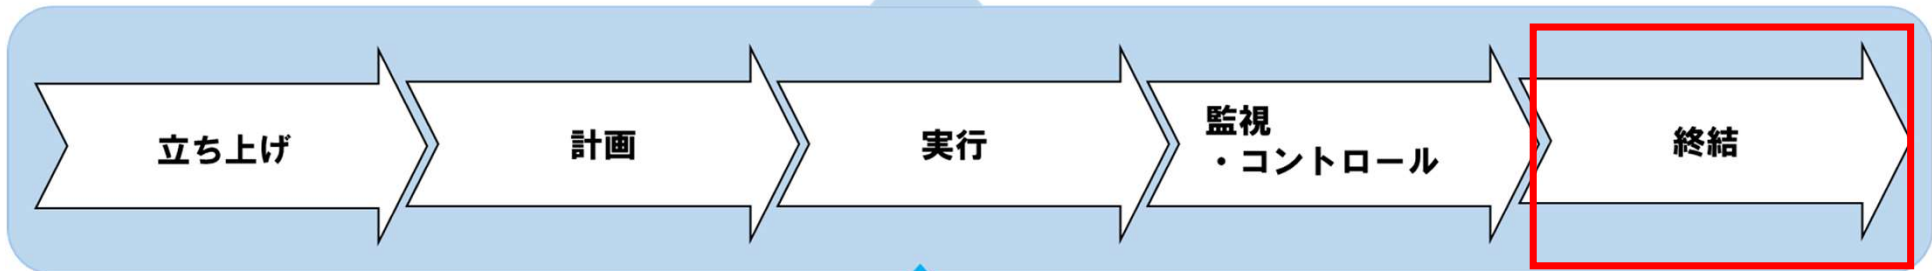 立ち上げ
計画
実行
監視
・コントロール
終結